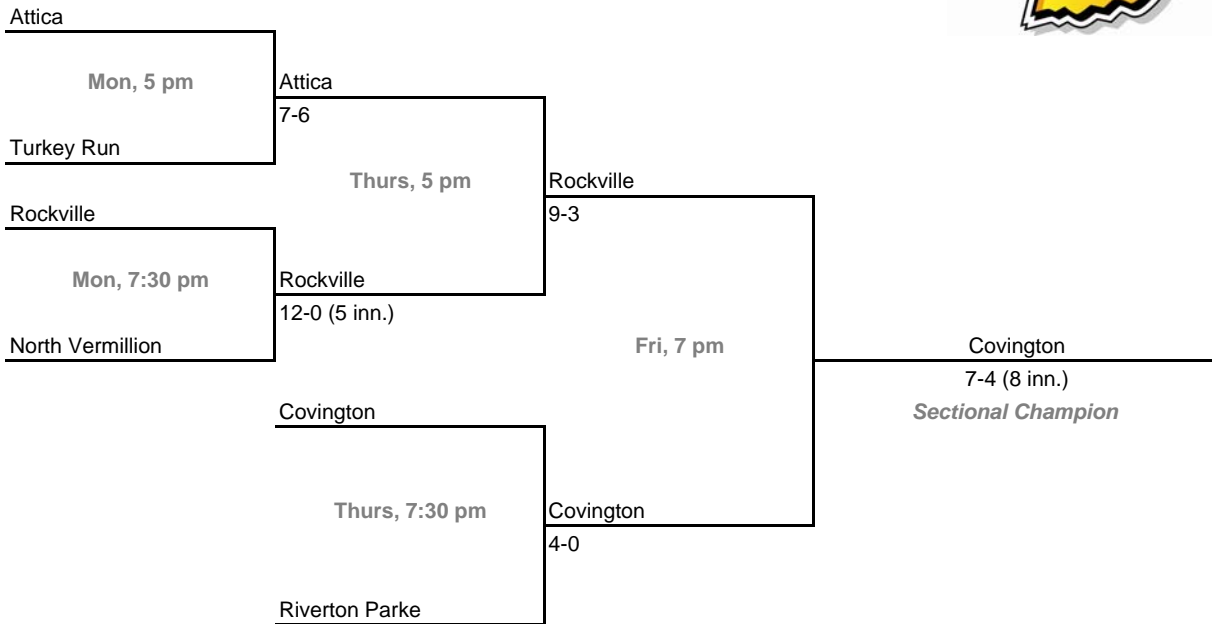 Attica
Mon, 5 pm
Attica
7-6
Turkey Run
Thurs, 5 pm
Rockville
9-3
Rockville
Mon, 7:30 pm
Rockville
12-0 (5 inn.)
North Vermillion
Fri, 7 pm
Covington
7-4 (8 inn.)
Sectional Champion
Covington
Thurs, 7:30 pm
Covington
4-0
Riverton Parke